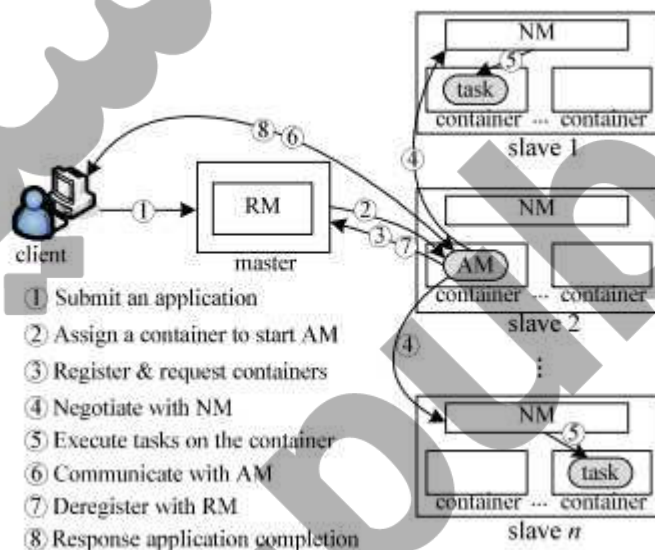 NM
⑤
task
container ... container
slave 1
⑧ ⑥
④
①
RM
②
③ ⑦
client
master
NM
AM
container ... container
slave 2
④
⋮
NM
⑤
task
container ... container
slave n
① Submit an application
② Assign a container to start AM
③ Register & request containers
④ Negotiate with NM
⑤ Execute tasks on the container
⑥ Communicate with AM
⑦ Deregister with RM
⑧ Response application completion